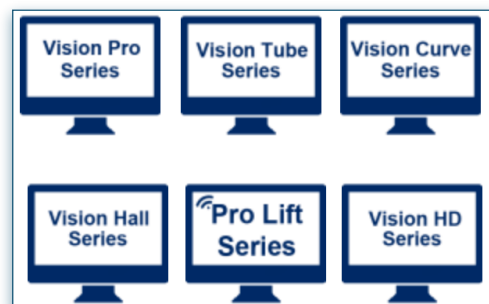 Vision Pro
Series
Vision Tube
Series
Vision Curve
Series
Vision Hall
Series
Pro Lift
Series
Vision HD
Series